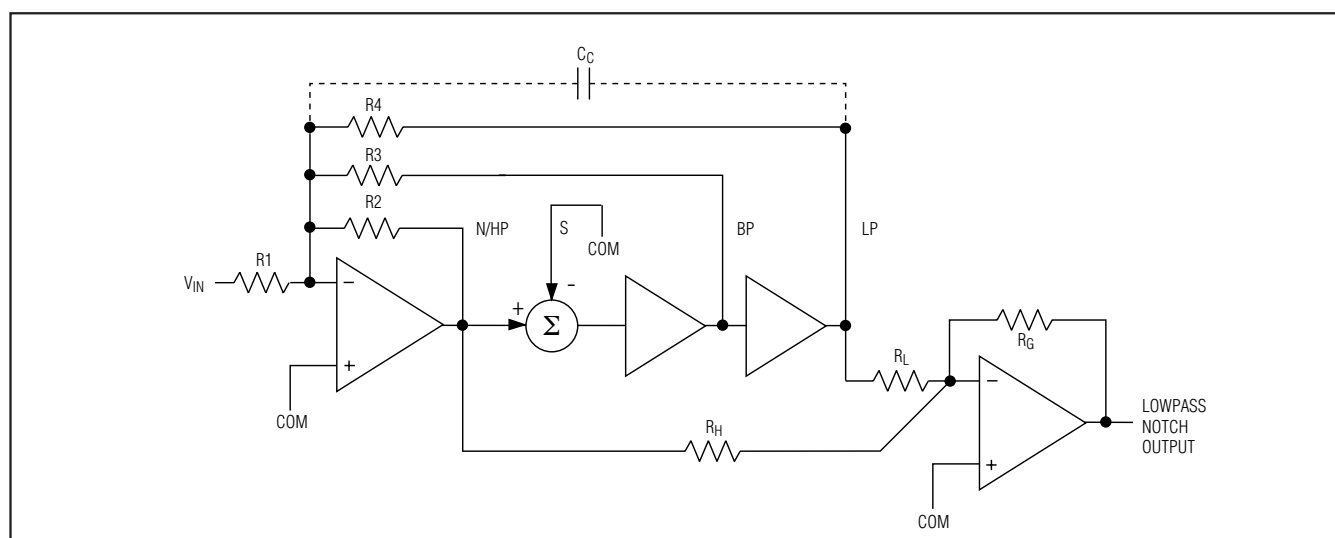 CC
R4
R3
R2
N/HP
S
COM
BP
LP
R1
VIN
−
+
COM
+
-
Σ
RL
RG
−
+
COM
RH
LOWPASS
NOTCH
OUTPUT